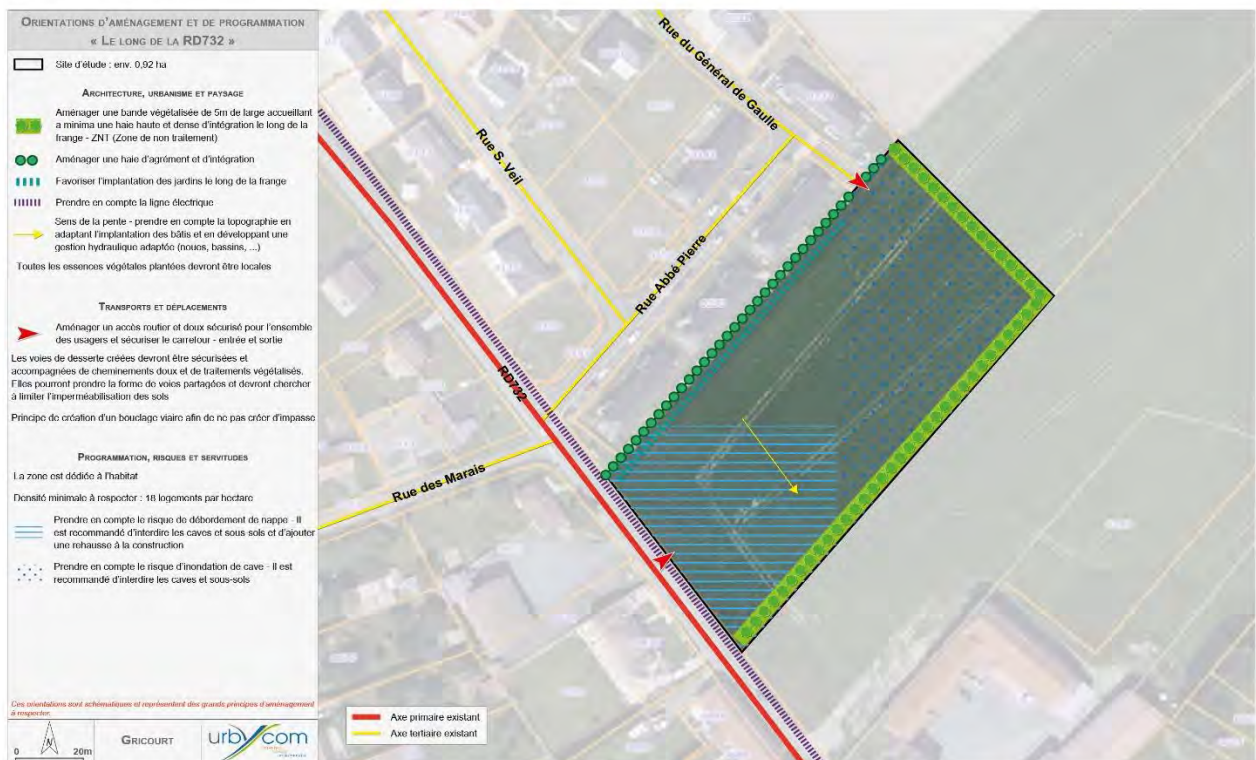 ORIENTATIONS D'AMÉNAGEMENT ET DE PROGRAMMATION
« LE LONG DE LA RD732 »
Site d'étude : env. 0,92 ha
ARCHITECTURE, URBANISME ET PAYSAGE
Aménager une bande végétalisée de 5m de large accueillant
a minima une haie haute et dense d'intégration le long de la
frange - ZNT (Zone de non traitement)
Aménager une haie d'agrément et d'intégration
Favoriser l'implantation des jardins le long de la frange
Prendre en compte la ligne électrique
Sens de la pente - prendre en compte la topographie en
adaptant l'implantation des bâtis et en développant une
gestion hydraulique adaptée (noues, bassins, ...)
Toutes les essences végétales plantées devront être locales
TRANSPORTS ET DÉPLACEMENTS
Aménager un accès routier et doux sécurisé pour l'ensemble
des usagers et sécuriser le carrefour - entrée et sortie
Les voies de desserte créées devront être sécurisées et
accompagnées de cheminements doux et de traitements végétalisés.
Elles pourront prendre la forme de voies partagées et devront chercher
à limiter l'imperméabilisation des sols
Principe de création d'un bouclage viaire afin de ne pas créer d'impasse
PROGRAMMATION, RISQUES ET SERVITUDES
La zone est dédiée à l'habitat
Densité minimale à respecter : 18 logements par hectare
Prendre en compte le risque de débordement de nappe - Il
est recommandé d'interdire les caves et sous-sols et d'ajouter
une rehausse à la construction
Prendre en compte le risque d'inondation de cave - Il est
recommandé d'interdire les caves et sous-sols
Ces orientations sont schématiques et représentent des grands principes d'aménagement
à respecter.
0 N 20m
GRICOURT
urbycom
Rue du Général de Gaulle
Rue S. Veil
Rue Abbé Pierre
RD732
Rue des Marais
Axe primaire existant
Axe tertiaire existant